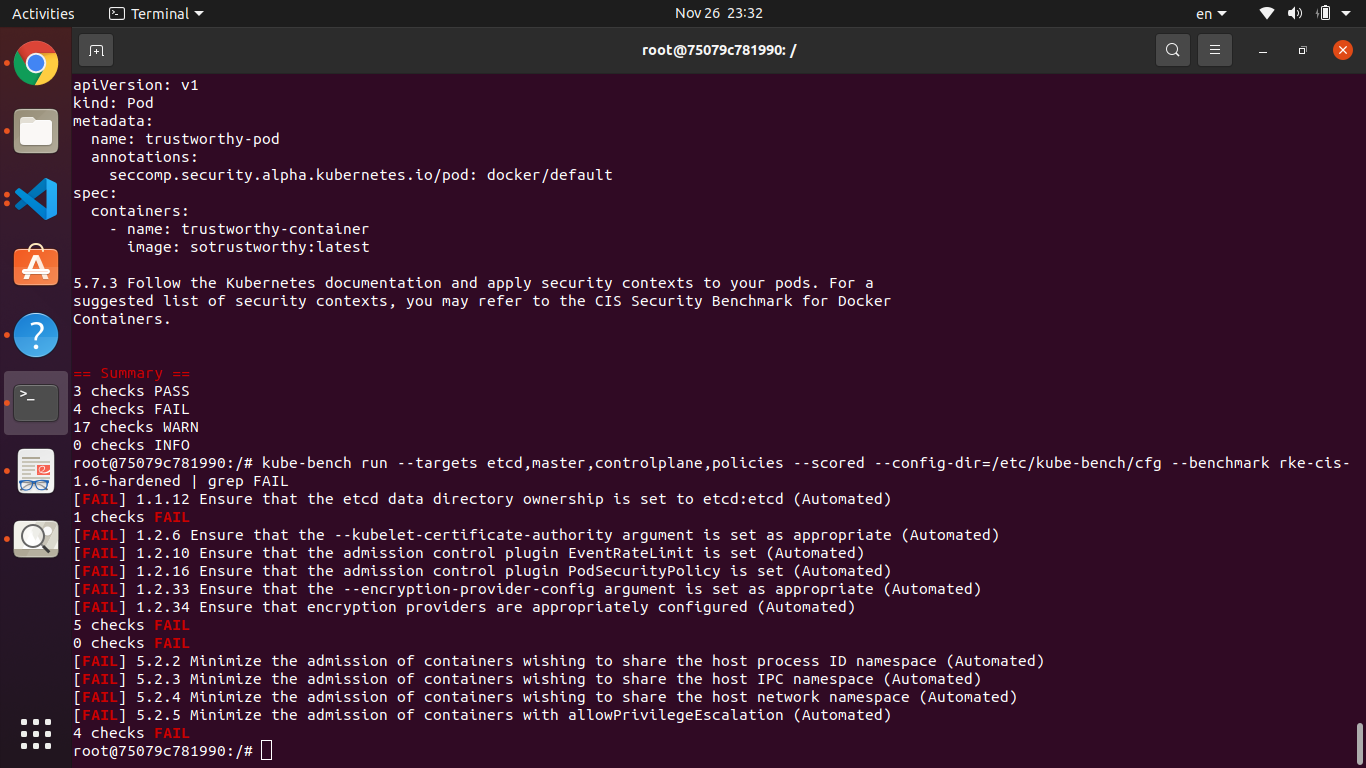 Activities
Terminal
Nov 26 23:32
en
root@75079c781990: /
apiVersion: v1
kind: Pod
metadata:
  name: trustworthy-pod
  annotations:
    seccomp.security.alpha.kubernetes.io/pod: docker/default
spec:
  containers:
    - name: trustworthy-container
      image: sotrustworthy:latest
5.7.3 Follow the Kubernetes documentation and apply security contexts to your pods. For a
suggested list of security contexts, you may refer to the CIS Security Benchmark for Docker
Containers.
== Summary ==
3 checks PASS
4 checks FAIL
17 checks WARN
0 checks INFO
root@75079c781990:/# kube-bench run --targets etcd,master,controlplane,policies --scored --config-dir=/etc/kube-bench/cfg --benchmark rke-cis-
1.6-hardened | grep FAIL
[FAIL] 1.1.12 Ensure that the etcd data directory ownership is set to etcd:etcd (Automated)
1 checks FAIL
[FAIL] 1.2.6 Ensure that the --kubelet-certificate-authority argument is set as appropriate (Automated)
[FAIL] 1.2.10 Ensure that the admission control plugin EventRateLimit is set (Automated)
[FAIL] 1.2.16 Ensure that the admission control plugin PodSecurityPolicy is set (Automated)
[FAIL] 1.2.33 Ensure that the --encryption-provider-config argument is set as appropriate (Automated)
[FAIL] 1.2.34 Ensure that encryption providers are appropriately configured (Automated)
5 checks FAIL
0 checks FAIL
[FAIL] 5.2.2 Minimize the admission of containers wishing to share the host process ID namespace (Automated)
[FAIL] 5.2.3 Minimize the admission of containers wishing to share the host IPC namespace (Automated)
[FAIL] 5.2.4 Minimize the admission of containers wishing to share the host network namespace (Automated)
[FAIL] 5.2.5 Minimize the admission of containers with allowPrivilegeEscalation (Automated)
4 checks FAIL
root@75079c781990:/#